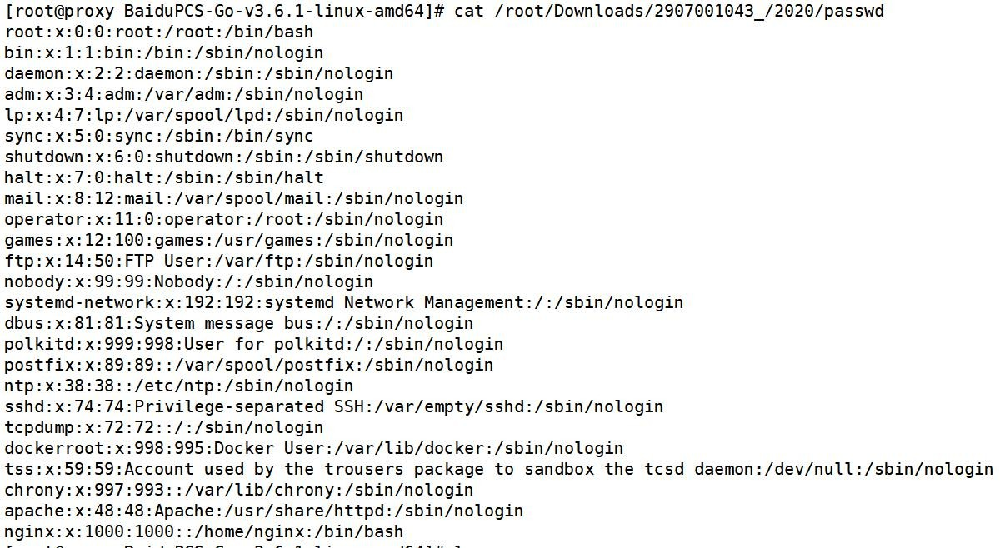 [root@proxy BaiduPCS-Go-v3.6.1-linux-amd64]# cat /root/Downloads/2907001043_/2020/passwd
root:x:0:0:root:/root:/bin/bash
bin:x:1:1:bin:/bin:/sbin/nologin
daemon:x:2:2:daemon:/sbin:/sbin/nologin
adm:x:3:4:adm:/var/adm:/sbin/nologin
lp:x:4:7:lp:/var/spool/lpd:/sbin/nologin
sync:x:5:0:sync:/sbin:/bin/sync
shutdown:x:6:0:shutdown:/sbin:/sbin/shutdown
halt:x:7:0:halt:/sbin:/sbin/halt
mail:x:8:12:mail:/var/spool/mail:/sbin/nologin
operator:x:11:0:operator:/root:/sbin/nologin
games:x:12:100:games:/usr/games:/sbin/nologin
ftp:x:14:50:FTP User:/var/ftp:/sbin/nologin
nobody:x:99:99:Nobody:/:/sbin/nologin
systemd-network:x:192:192:systemd Network Management:/:/sbin/nologin
dbus:x:81:81:System message bus:/:/sbin/nologin
polkitd:x:999:998:User for polkitd:/:/sbin/nologin
postfix:x:89:89::/var/spool/postfix:/sbin/nologin
ntp:x:38:38::/etc/ntp:/sbin/nologin
sshd:x:74:74:Privilege-separated SSH:/var/empty/sshd:/sbin/nologin
tcpdump:x:72:72::/:/sbin/nologin
dockerroot:x:998:995:Docker User:/var/lib/docker:/sbin/nologin
tss:x:59:59:Account used by the trousers package to sandbox the tcsd daemon:/dev/null:/sbin/nologin
chrony:x:997:993::/var/lib/chrony:/sbin/nologin
apache:x:48:48:Apache:/usr/share/httpd:/sbin/nologin
nginx:x:1000:1000::/home/nginx:/bin/bash